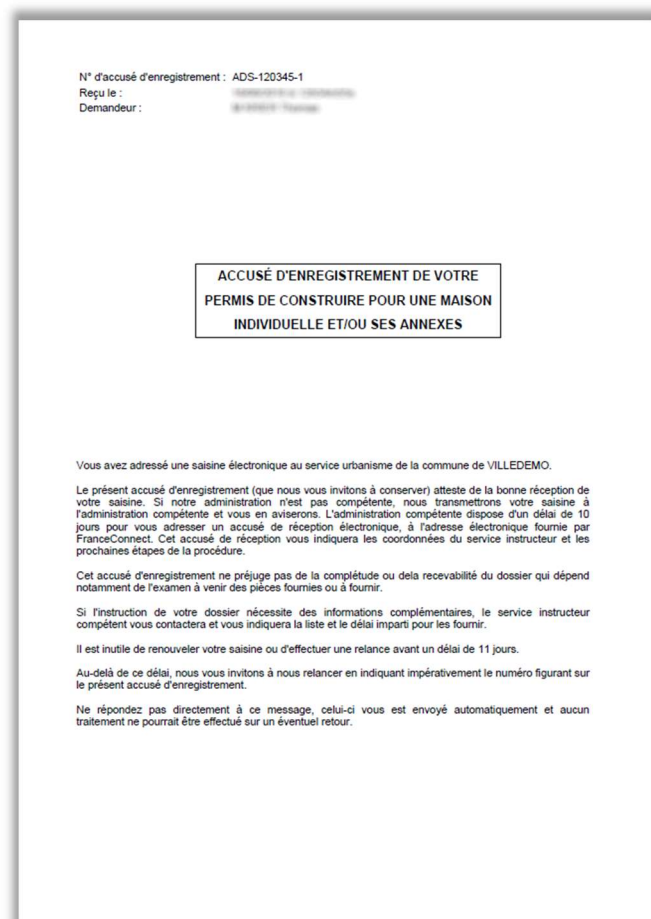 N° d'accusé d'enregistrement : ADS-120345-1
Reçu le :
Demandeur :
ACCUSÉ D'ENREGISTREMENT DE VOTRE
PERMIS DE CONSTRUIRE POUR UNE MAISON
INDIVIDUELLE ET/OU SES ANNEXES
Vous avez adressé une saisine électronique au service urbanisme de la commune de VILLEDEMO.
Le présent accusé d'enregistrement (que nous vous invitons à conserver) atteste de la bonne réception de
votre saisine. Si notre administration n'est pas compétente, nous transmettrons votre saisine à
l'administration compétente et vous en aviserons. L'administration compétente dispose d'un délai de 10
jours pour vous adresser un accusé de réception électronique, à l'adresse électronique fournie par
FranceConnect. Cet accusé de réception vous indiquera les coordonnées du service instructeur et les
prochaines étapes de la procédure.
Cet accusé d'enregistrement ne préjuge pas de la complétude ou dela recevabilité du dossier qui dépend
notamment de l'examen à venir des pièces fournies ou à fournir.
Si l'instruction de votre dossier nécessite des informations complémentaires, le service instructeur
compétent vous contactera et vous indiquera la liste et le délai imparti pour les fournir.
Il est inutile de renouveler votre saisine ou d'effectuer une relance avant un délai de 11 jours.
Au-delà de ce délai, nous vous invitons à nous relancer en indiquant impérativement le numéro figurant sur
le présent accusé d'enregistrement.
Ne répondez pas directement à ce message, celui-ci vous est envoyé automatiquement et aucun
traitement ne pourrait être effectué sur un éventuel retour.